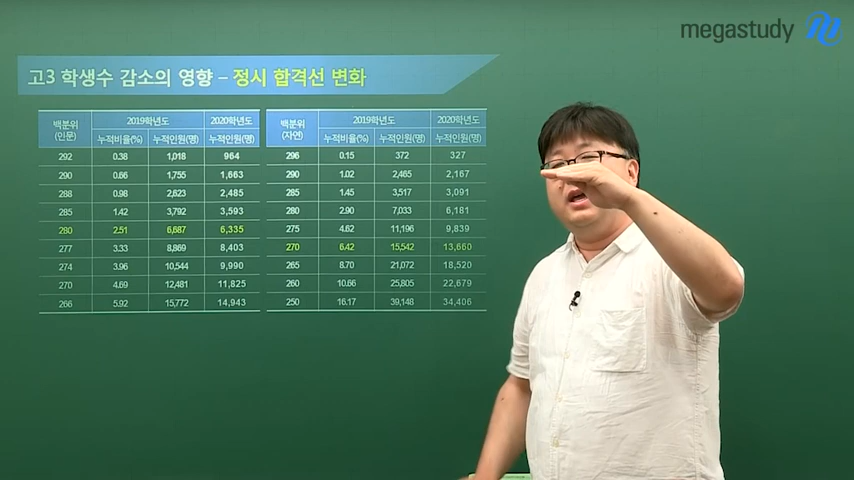 megastudy
고3 학생수 감소의 영향 – 정시 합격선 변화
백분위 (인문) 2019학년도 2020학년도
누적비율(%) 누적인원(명) 누적인원(명)
292 0.38 1,018 964
290 0.66 1,755 1,663
288 0.98 2,623 2,485
285 1.42 3,792 3,593
280 2.51 6,687 6,335
277 3.33 8,869 8,403
274 3.96 10,544 9,990
270 4.69 12,481 11,825
266 5.92 15,772 14,943
백분위 (자연) 2019학년도 2020학년도
누적비율(%) 누적인원(명) 누적인원(명)
296 0.15 372 327
290 1.02 2,465 2,167
285 1.45 3,517 3,091
280 2.90 7,033 6,181
275 4.62 11,196 9,839
270 6.42 15,542 13,660
265 8.70 21,072 18,520
260 10.66 25,805 22,679
250 16.17 39,148 34,406